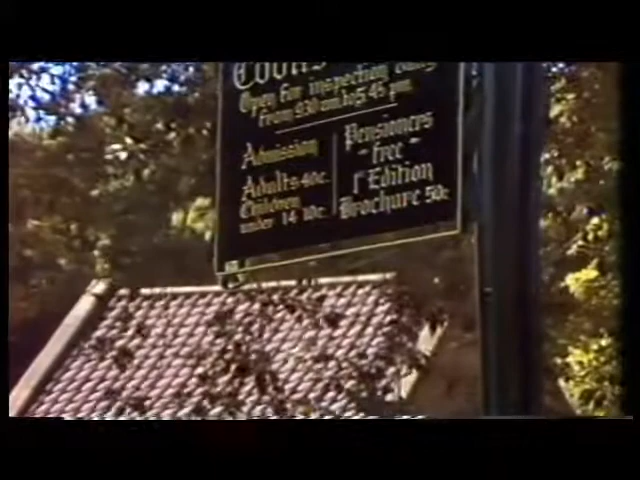 Open for inspection daily
From 9.30 am. to 5.45 pm.
Admission
Adults 40c.
Children
under 14 10c.
Pensioners
- free -
1st Edition
Brochure 50c.